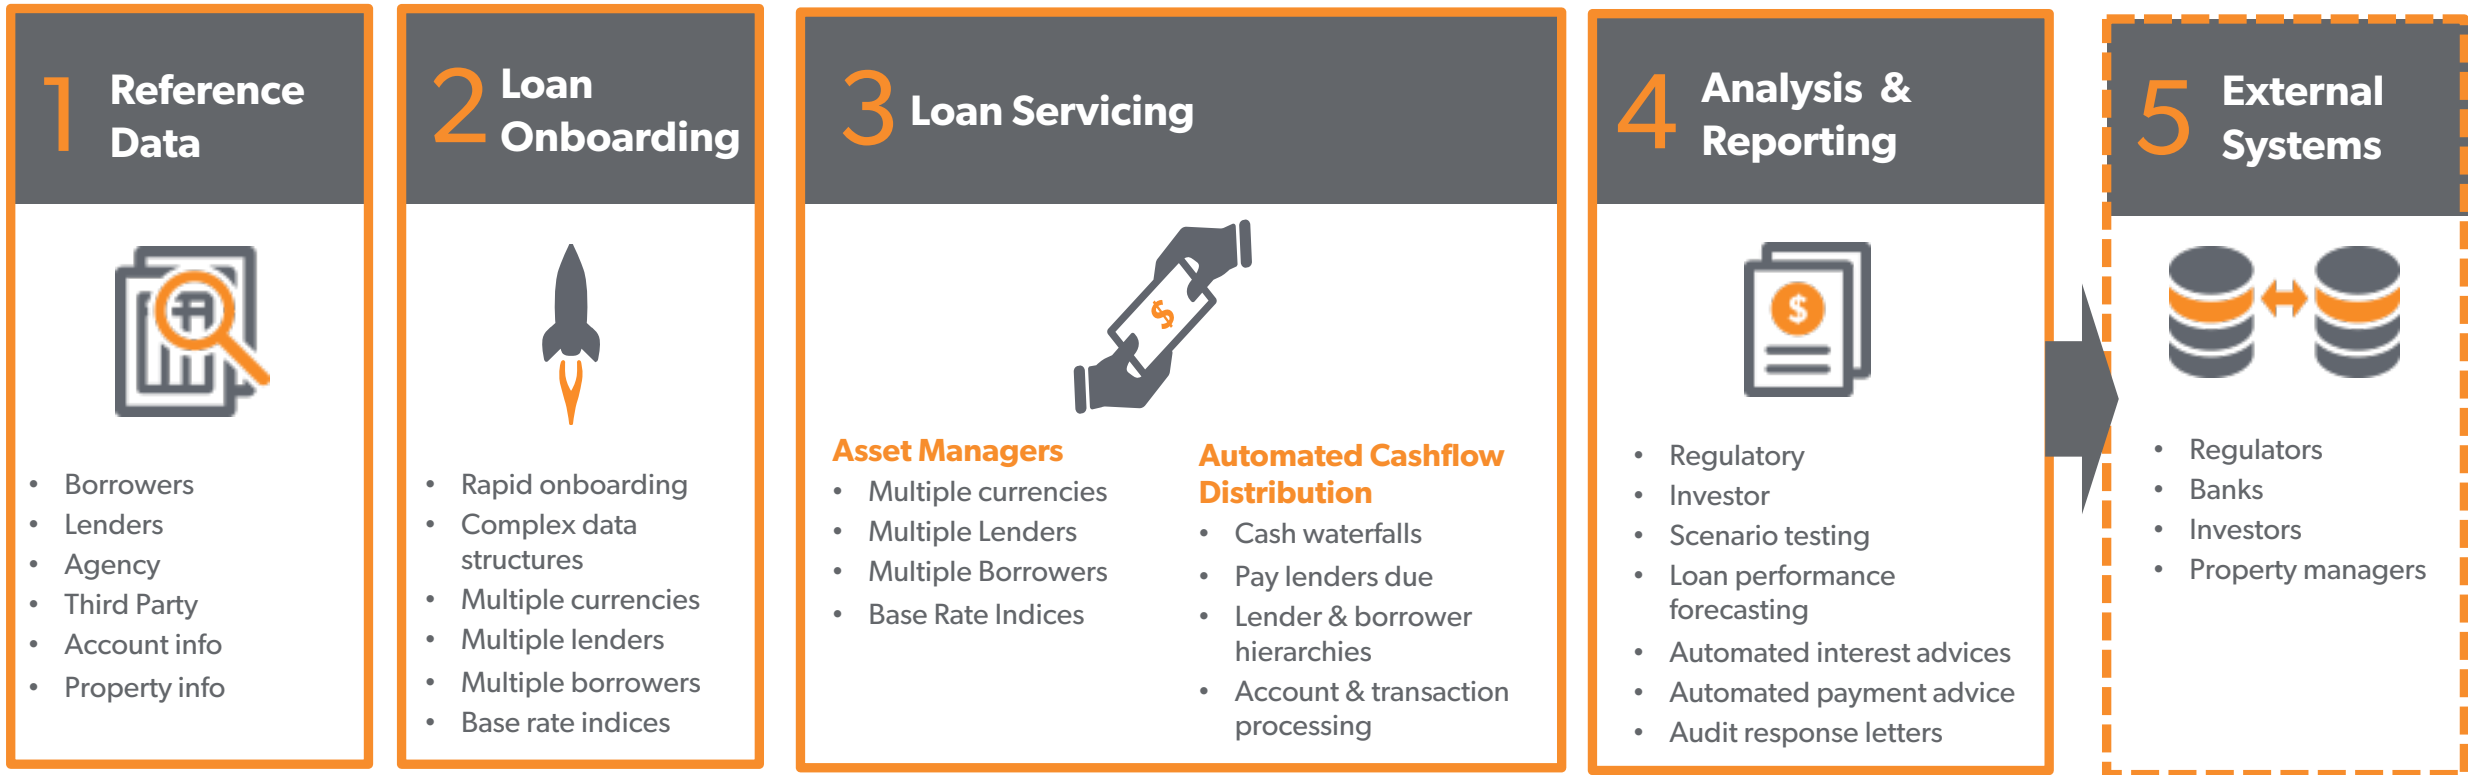 1 Reference
Data
• Borrowers
• Lenders
• Agency
• Third Party
• Account info
• Property info
2 Loan
Onboarding
• Rapid onboarding
• Complex data
structures
• Multiple currencies
• Multiple lenders
• Multiple borrowers
• Base rate indices
3 Loan Servicing
$
Asset Managers
• Multiple currencies
• Multiple Lenders
• Multiple Borrowers
• Base Rate Indices
Automated Cashflow
Distribution
• Cash waterfalls
• Pay lenders due
• Lender & borrower
hierarchies
• Account & transaction
processing
4 Analysis &
Reporting
$
• Regulatory
• Investor
• Scenario testing
• Loan performance
forecasting
• Automated interest advices
• Automated payment advice
• Audit response letters
5 External
Systems
• Regulators
• Banks
• Investors
• Property managers